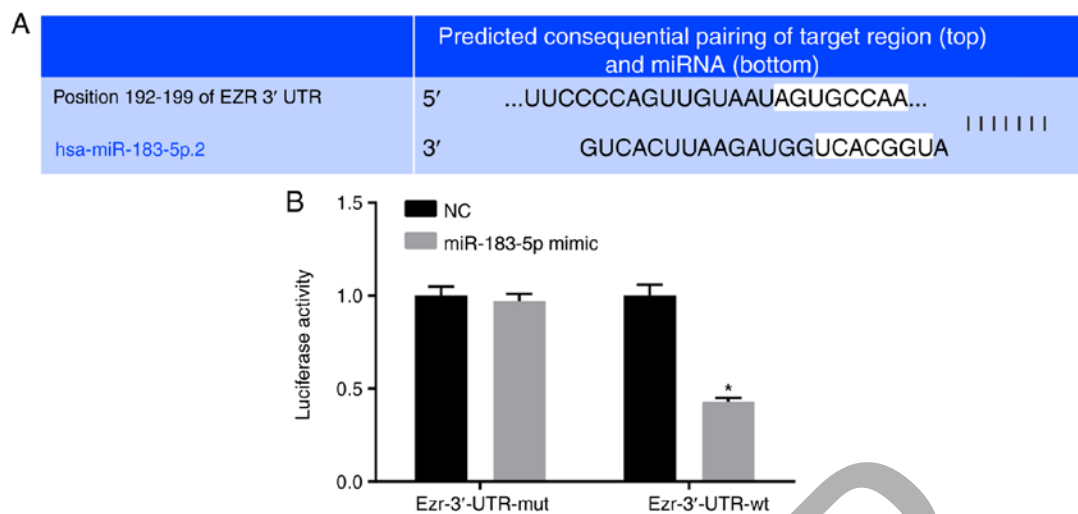 A
Predicted consequential pairing of target region (top)
and miRNA (bottom)
Position 192-199 of EZR 3′ UTR 5′ ...UUCCCCAGUUGUAAUAGUGCCAA...
hsa-miR-183-5p.2 3′ GUCACUUAAGAUGGUCACGGUA
B
NC
miR-183-5p mimic
Luciferase activity
1.5
1.0
0.5
0.0
*
Ezr-3′-UTR-mut Ezr-3′-UTR-wt